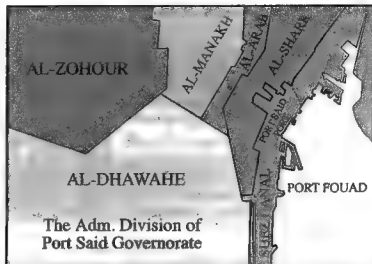 AL-ZOHOUR
AL-MANAKH
AL-ARAB
AL-SHARK
PORT SAID
AL-DHAWAHE
PORT FOUAD
SUEZ CANAL
The Adm. Division of
Port Said Governorate